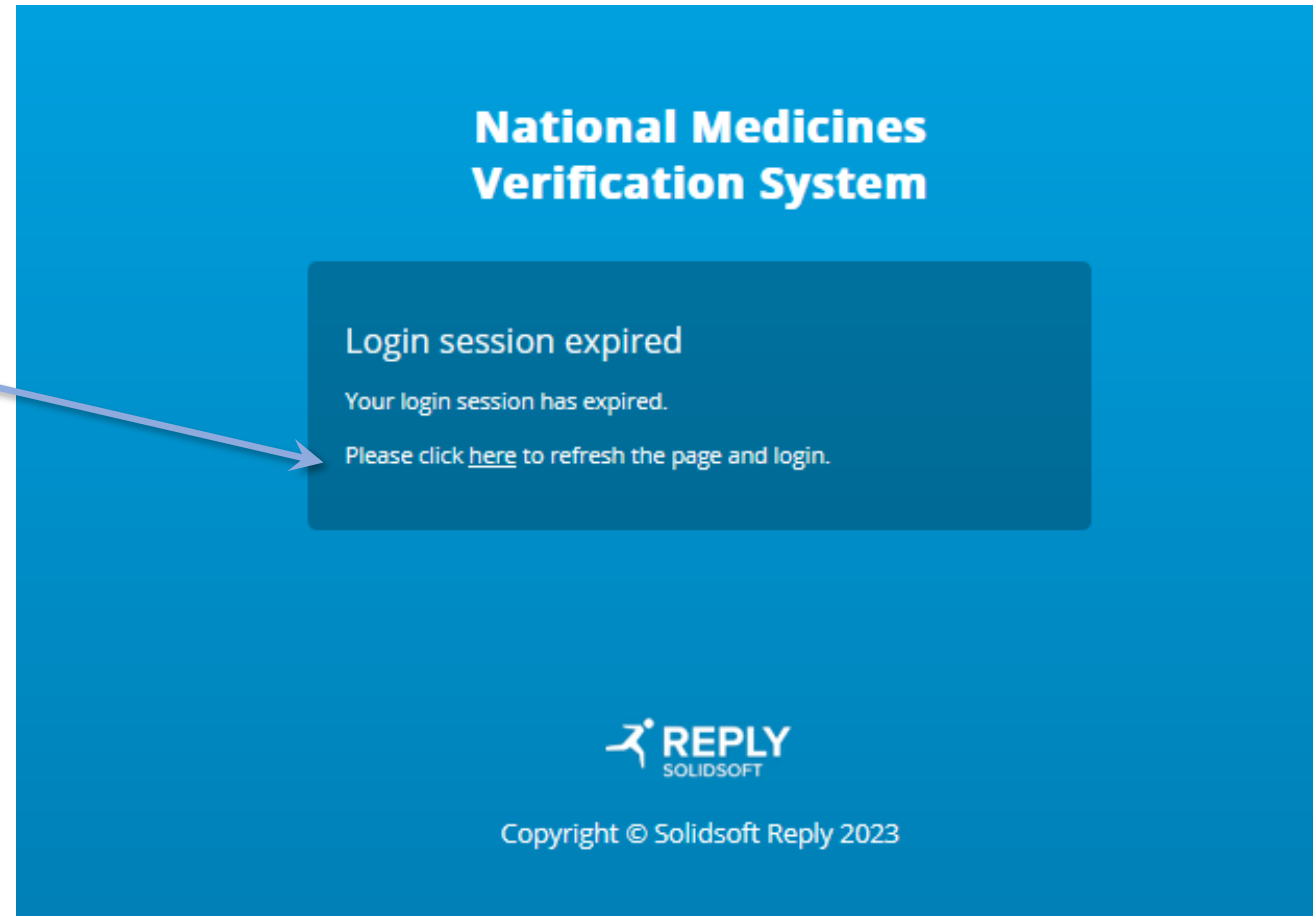 National Medicines
Verification System
Login session expired
Your login session has expired.
Please click here to refresh the page and login.
REPLY
SOLIDSOFT
Copyright © Solidsoft Reply 2023